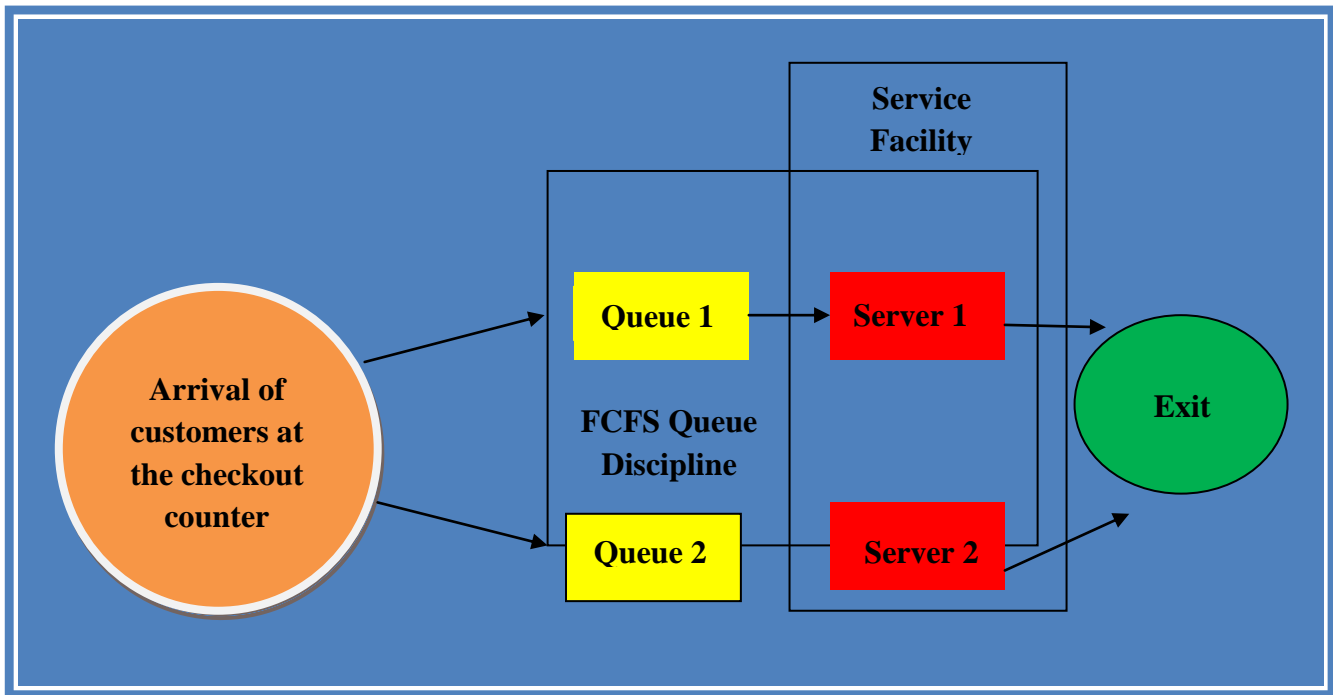 Service
Facility
Queue 1
Server 1
Arrival of
customers at
the checkout
counter
Exit
FCFS Queue
Discipline
Queue 2
Server 2